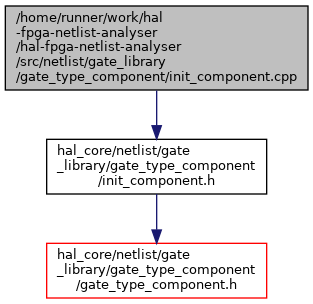 /home/runner/work/hal
-fpga-netlist-analyser
/hal-fpga-netlist-analyser
/src/netlist/gate_library
/gate_type_component/init_component.cpp
hal_core/netlist/gate
_library/gate_type_component
/init_component.h
hal_core/netlist/gate
_library/gate_type_component
/gate_type_component.h